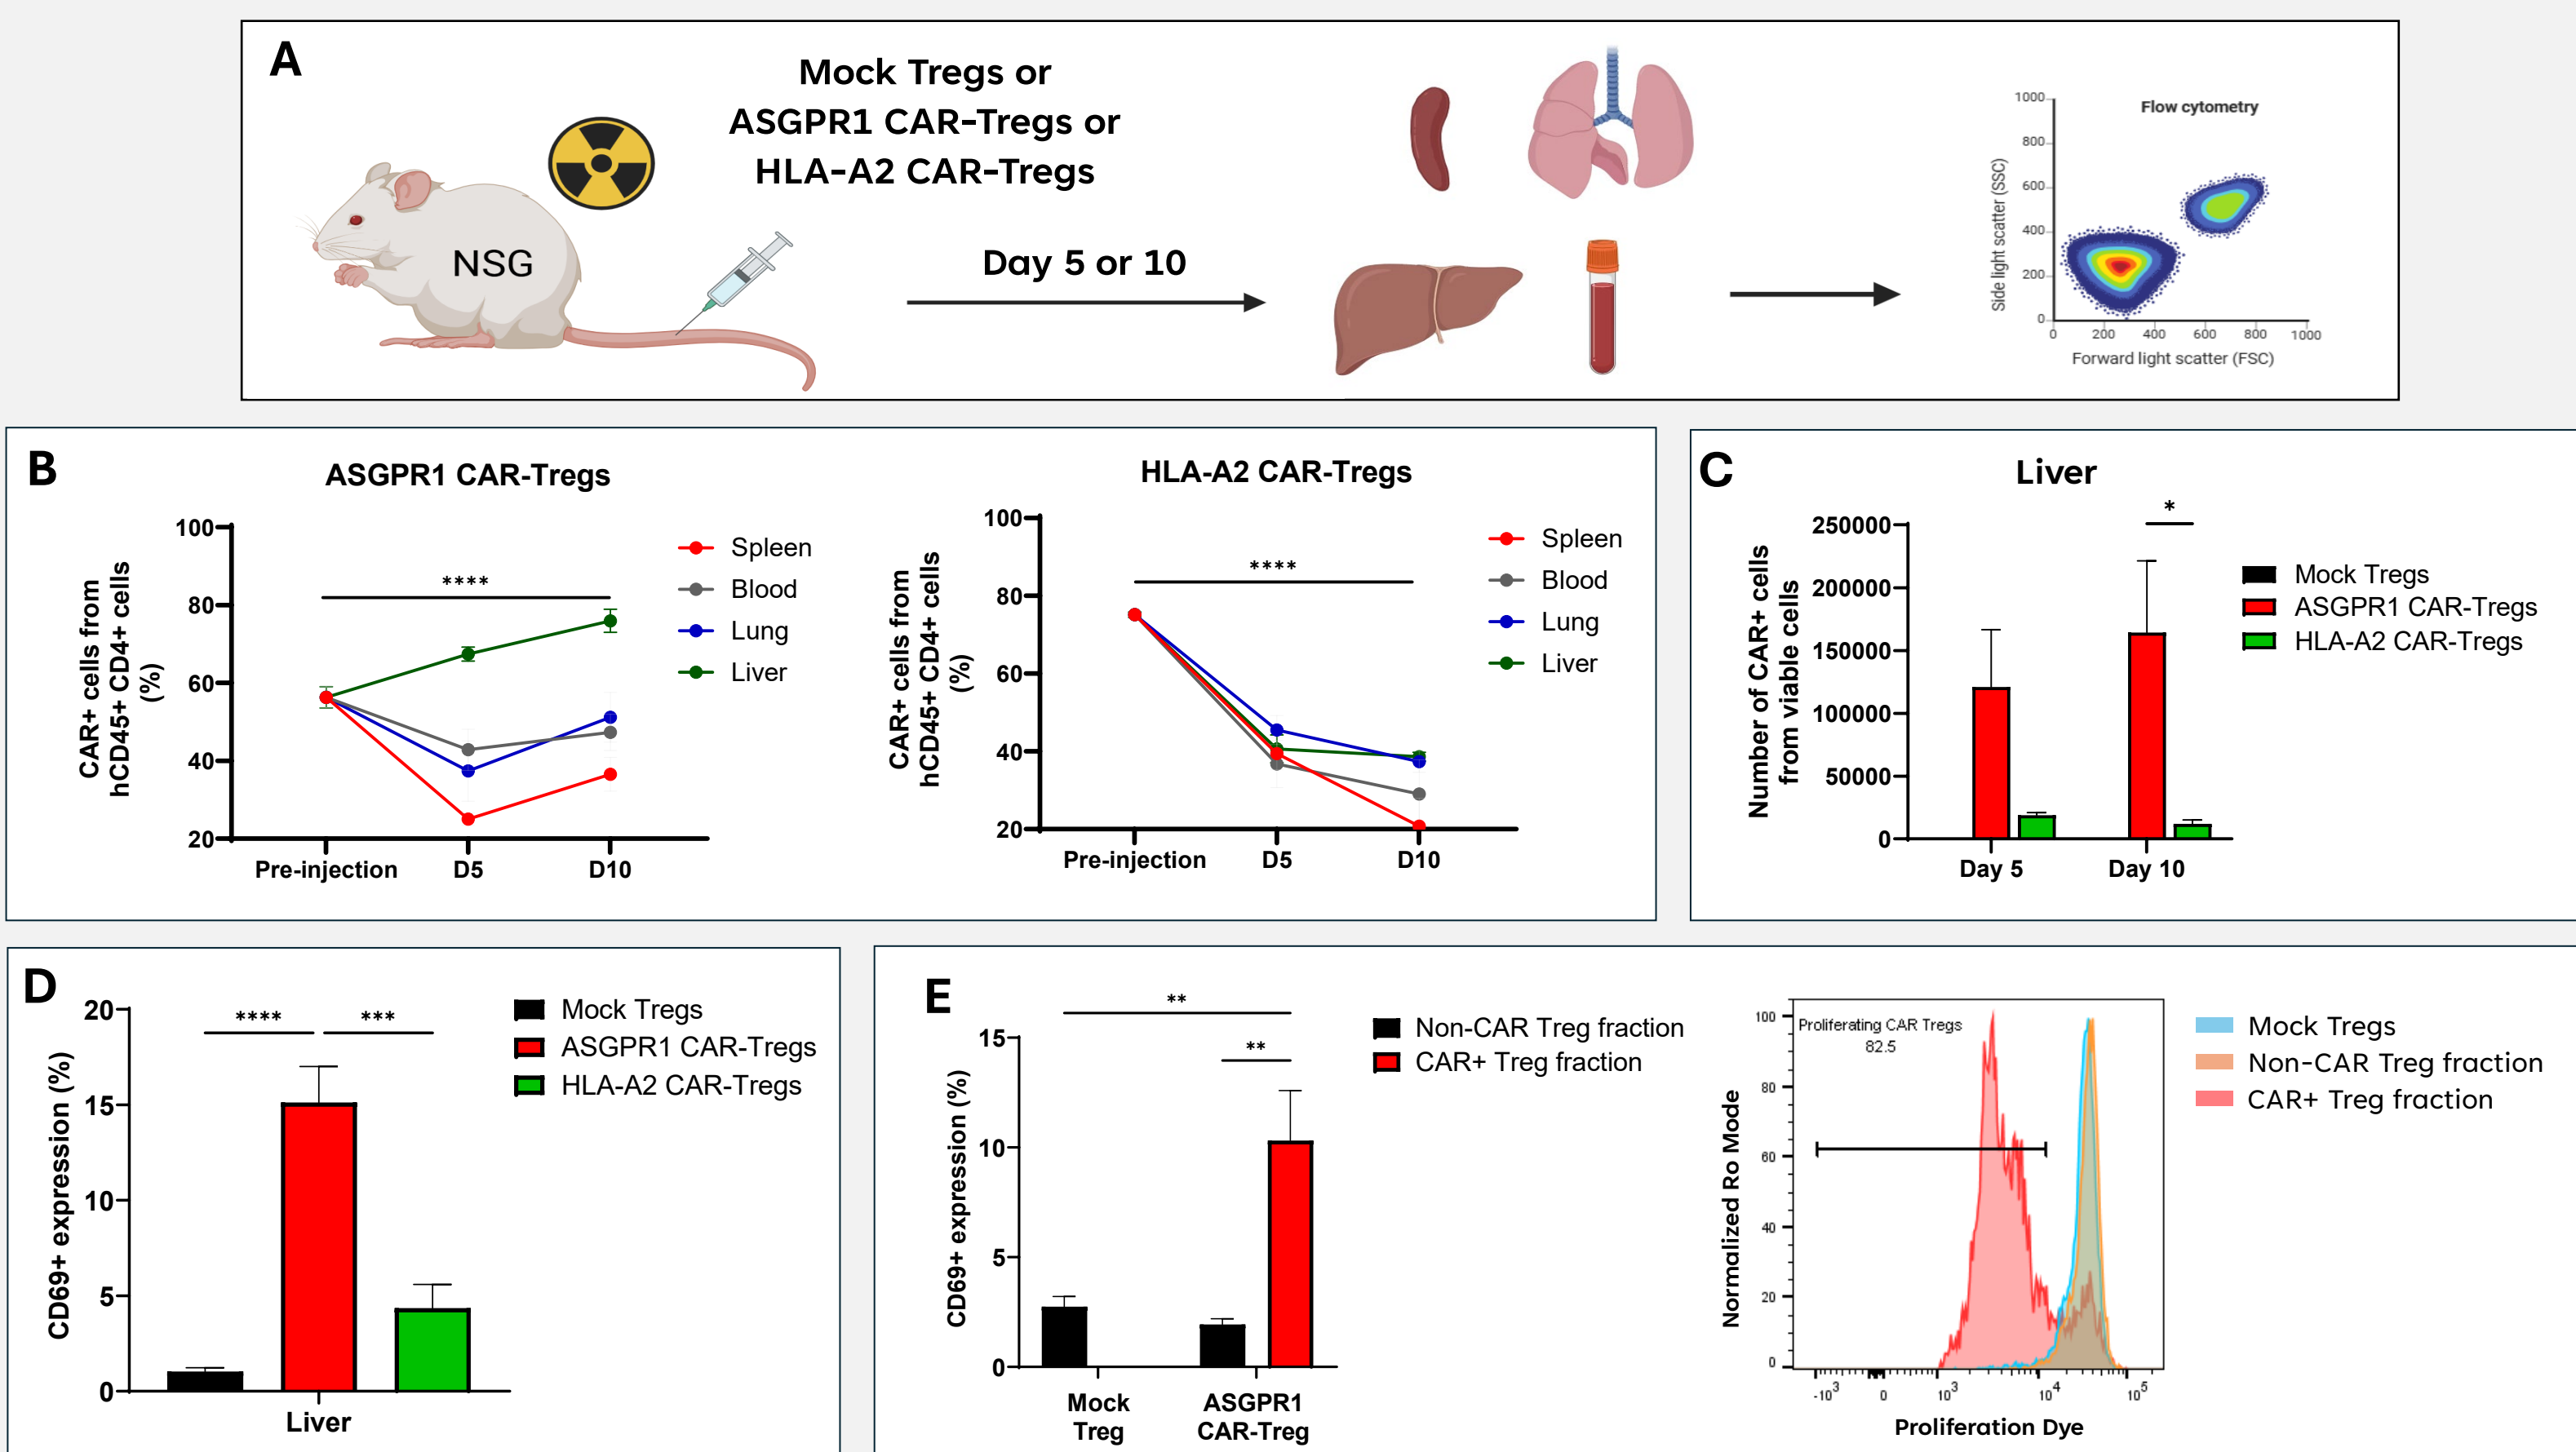 A
Mock Tregs or
ASGPR1 CAR-Tregs or
HLA-A2 CAR-Tregs
NSG
Day 5 or 10
Flow cytometry
Side light scatter (SSC)
1000
800
600
400
200
0
0 200 400 600 800 1000
Forward light scatter (FSC)
B
ASGPR1 CAR-Tregs
CAR+ cells from
hCD45+ CD4+ cells
(%)
100
80
60
40
20
****
Pre-injection D5 D10
Spleen
Blood
Lung
Liver
HLA-A2 CAR-Tregs
CAR+ cells from
hCD45+ CD4+ cells
(%)
100
80
60
40
20
****
Pre-injection D5 D10
Spleen
Blood
Lung
Liver
C
Liver
Number of CAR+ cells
from viable cells
250000
200000
150000
100000
50000
0
*
Day 5 Day 10
Mock Tregs
ASGPR1 CAR-Tregs
HLA-A2 CAR-Tregs
D
CD69+ expression (%)
20
15
10
5
0
**** ***
Liver
Mock Tregs
ASGPR1 CAR-Tregs
HLA-A2 CAR-Tregs
E
CD69+ expression (%)
15
10
5
0
**
**
Mock
Treg
ASGPR1
CAR-Treg
Non-CAR Treg fraction
CAR+ Treg fraction
Normalized Ro Mode
100
80
60
40
20
0
Proliferating CAR Tregs
82.5
-10³ 0 10³ 10⁴ 10⁵
Proliferation Dye
Mock Tregs
Non-CAR Treg fraction
CAR+ Treg fraction